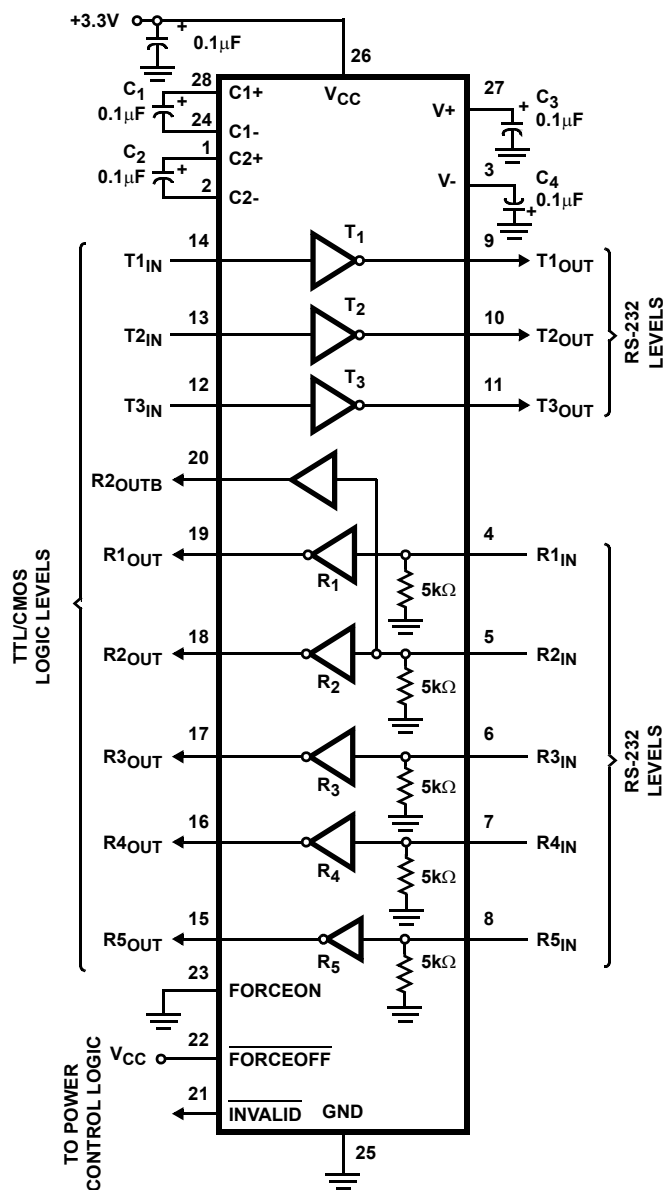 +3.3V
0.1μF
26
28
C1+
VCC
27
C1
0.1μF
24
C1-
V+
C3
0.1μF
C2
0.1μF
1
C2+
3
V-
C4
0.1μF
2
C2-
14
T1
9
T1IN
T1OUT
13
T2
10
T2IN
T2OUT
12
T3
11
T3IN
T3OUT
RS-232
LEVELS
20
R2OUTB
19
4
R1OUT
R1
5kΩ
R1IN
18
5
R2OUT
R2
5kΩ
R2IN
17
6
R3OUT
R3
5kΩ
R3IN
16
7
R4OUT
R4
5kΩ
R4IN
15
8
R5OUT
R5
5kΩ
R5IN
TTL/CMOS
LOGIC LEVELS
RS-232
LEVELS
23
FORCEON
22
VCC
FORCEOFF
21
INVALID
GND
TO POWER
CONTROL LOGIC
25